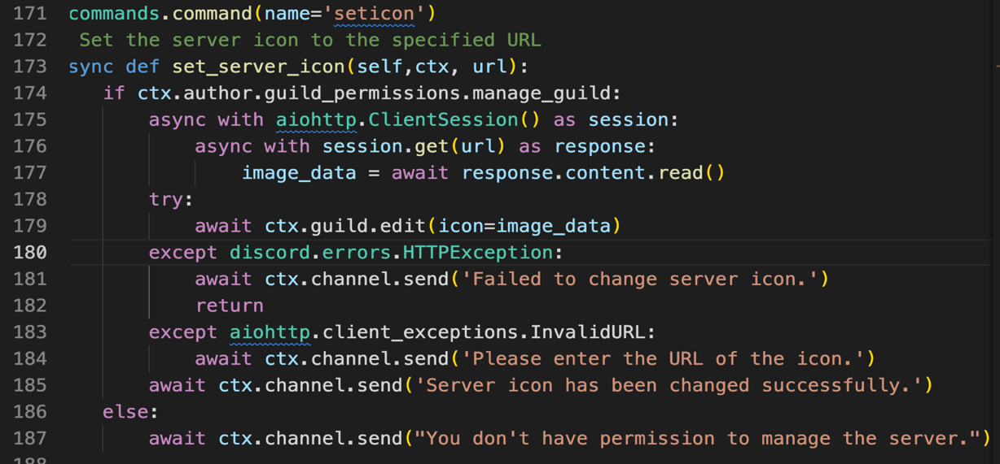 171 commands.command(name='seticon')
172 Set the server icon to the specified URL
173 sync def set_server_icon(self,ctx, url):
174 if ctx.author.guild_permissions.manage_guild:
175 async with aiohttp.ClientSession() as session:
176 async with session.get(url) as response:
177 image_data = await response.content.read()
178 try:
179 await ctx.guild.edit(icon=image_data)
180 except discord.errors.HTTPException:
181 await ctx.channel.send('Failed to change server icon.')
182 return
183 except aiohttp.client_exceptions.InvalidURL:
184 await ctx.channel.send('Please enter the URL of the icon.')
185 await ctx.channel.send('Server icon has been changed successfully.')
186 else:
187 await ctx.channel.send("You don't have permission to manage the server.")
188